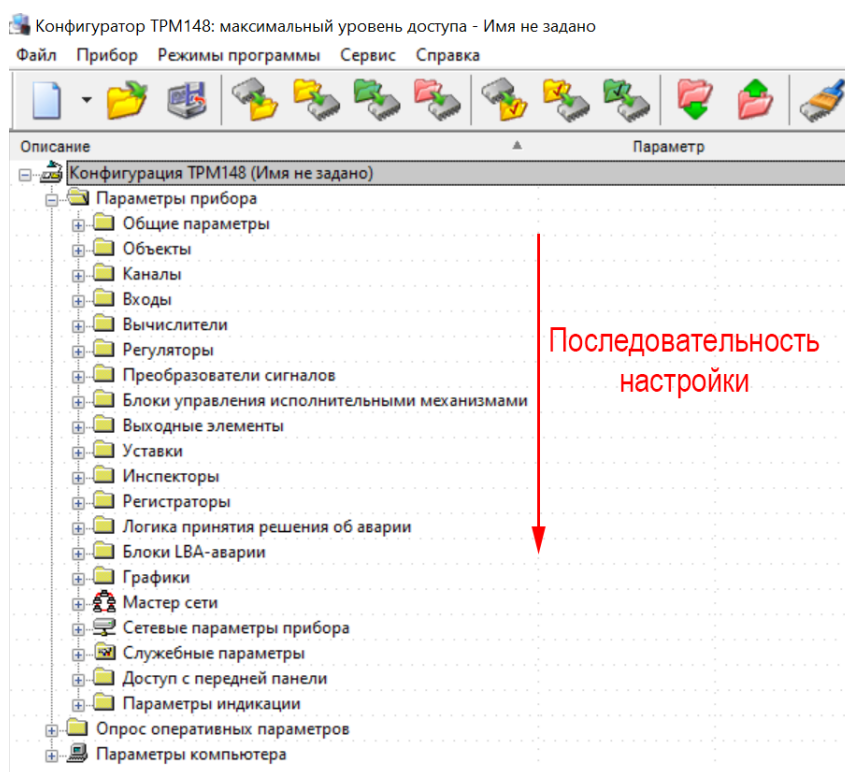 Конфигуратор ТРМ148: максимальный уровень доступа - Имя не задано
Файл Прибор Режимы программы Сервис Справка
Описание Параметр
Конфигурация ТРМ148 (Имя не задано)
Параметры прибора
Общие параметры
Объекты
Каналы
Входы
Вычислители
Регуляторы
Преобразователи сигналов
Блоки управления исполнительными механизмами
Выходные элементы
Уставки
Инспекторы
Регистраторы
Логика принятия решения об аварии
Блоки LBA-аварии
Графики
Мастер сети
Сетевые параметры прибора
Служебные параметры
Доступ с передней панели
Параметры индикации
Опрос оперативных параметров
Параметры компьютера
Последовательность
настройки